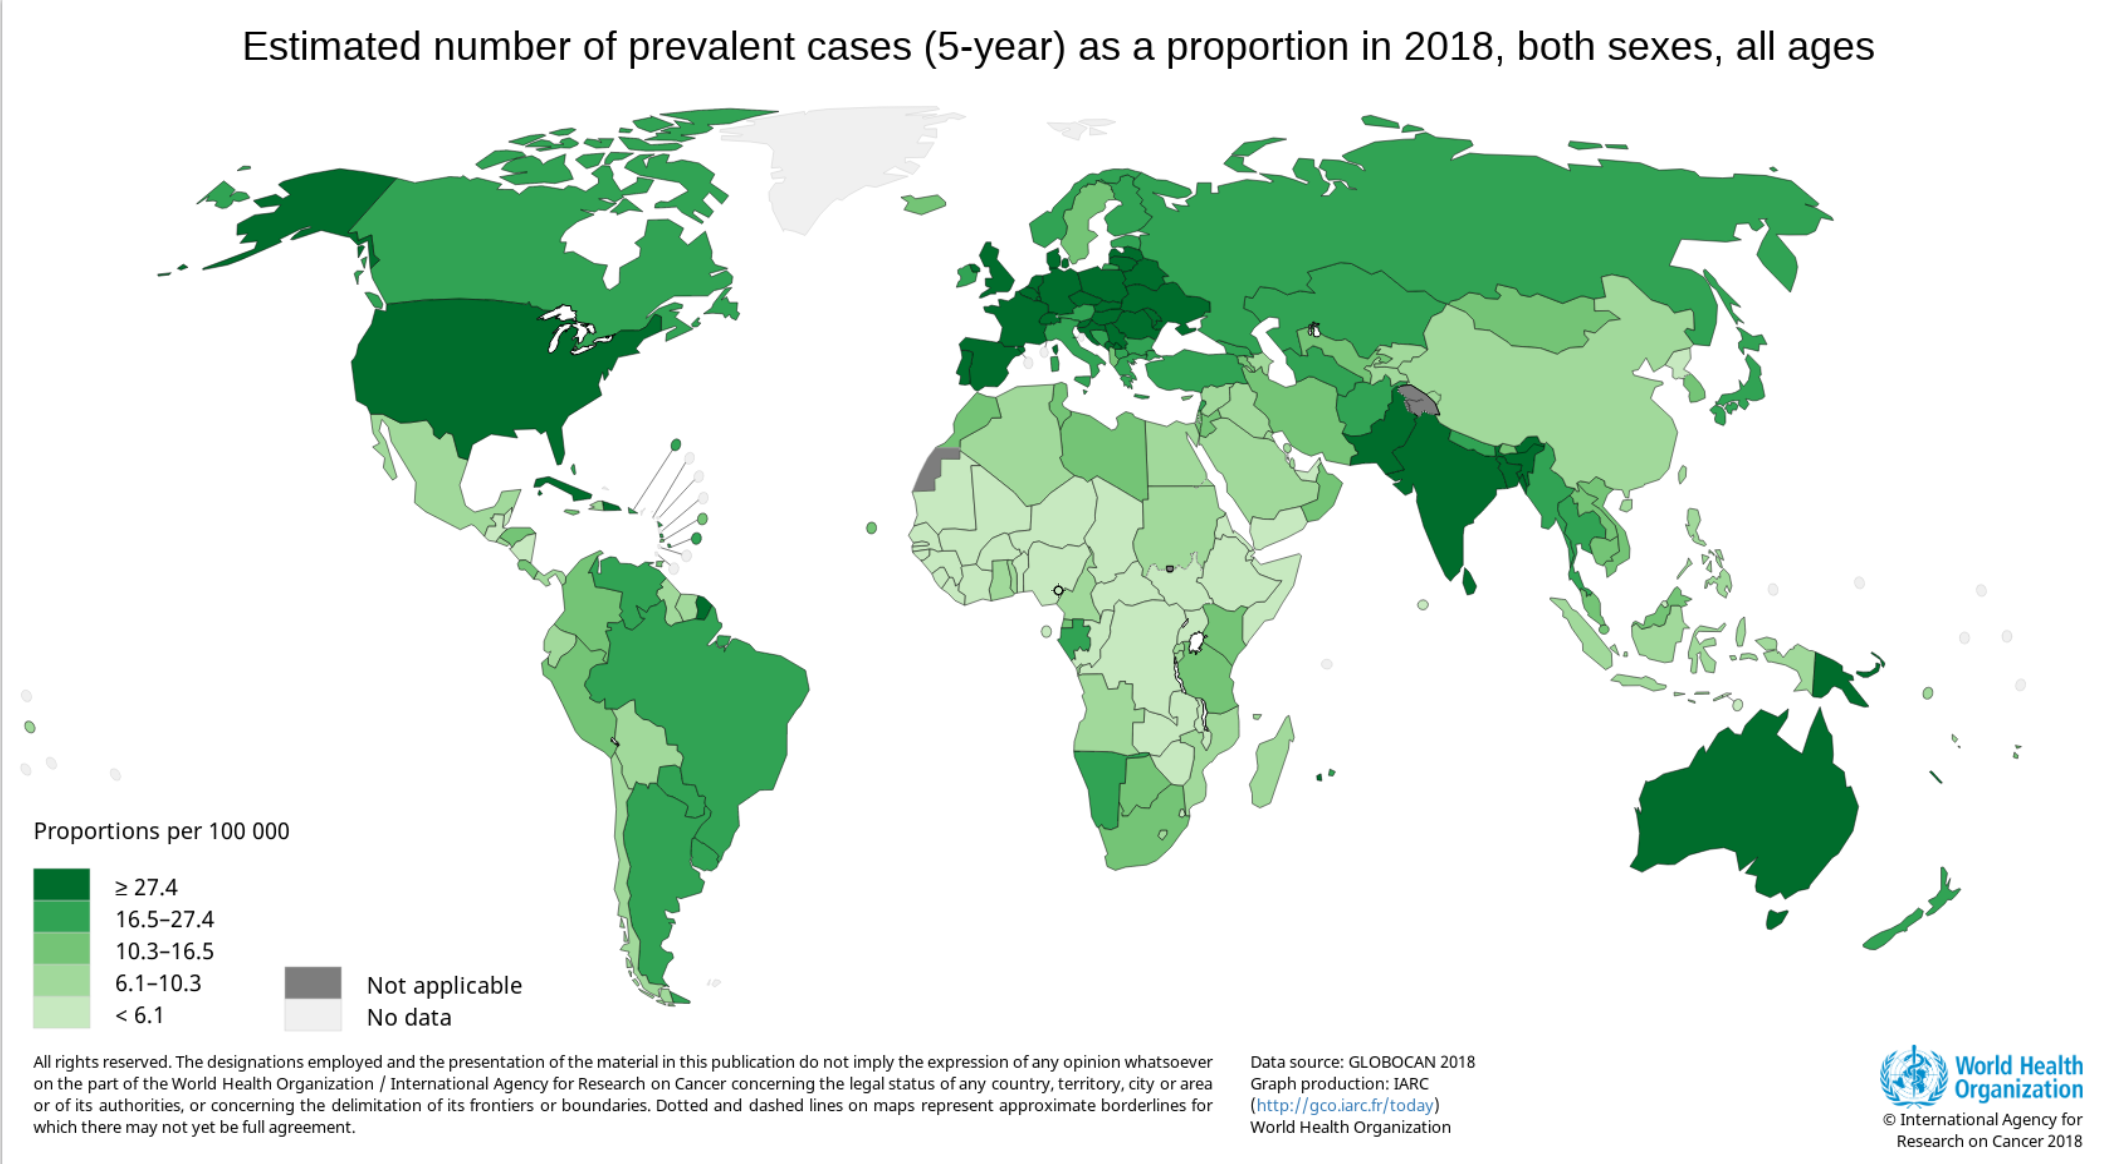 Estimated number of prevalent cases (5-year) as a proportion in 2018, both sexes, all ages
Proportions per 100 000
≥ 27.4
16.5–27.4
10.3–16.5
6.1–10.3
< 6.1
Not applicable
No data
All rights reserved. The designations employed and the presentation of the material in this publication do not imply the expression of any opinion whatsoever
on the part of the World Health Organization / International Agency for Research on Cancer concerning the legal status of any country, territory, city or area
or of its authorities, or concerning the delimitation of its frontiers or boundaries. Dotted and dashed lines on maps represent approximate borderlines for
which there may not yet be full agreement.
Data source: GLOBOCAN 2018
Graph production: IARC
(http://gco.iarc.fr/today)
World Health Organization
World Health
Organization
© International Agency for
Research on Cancer 2018